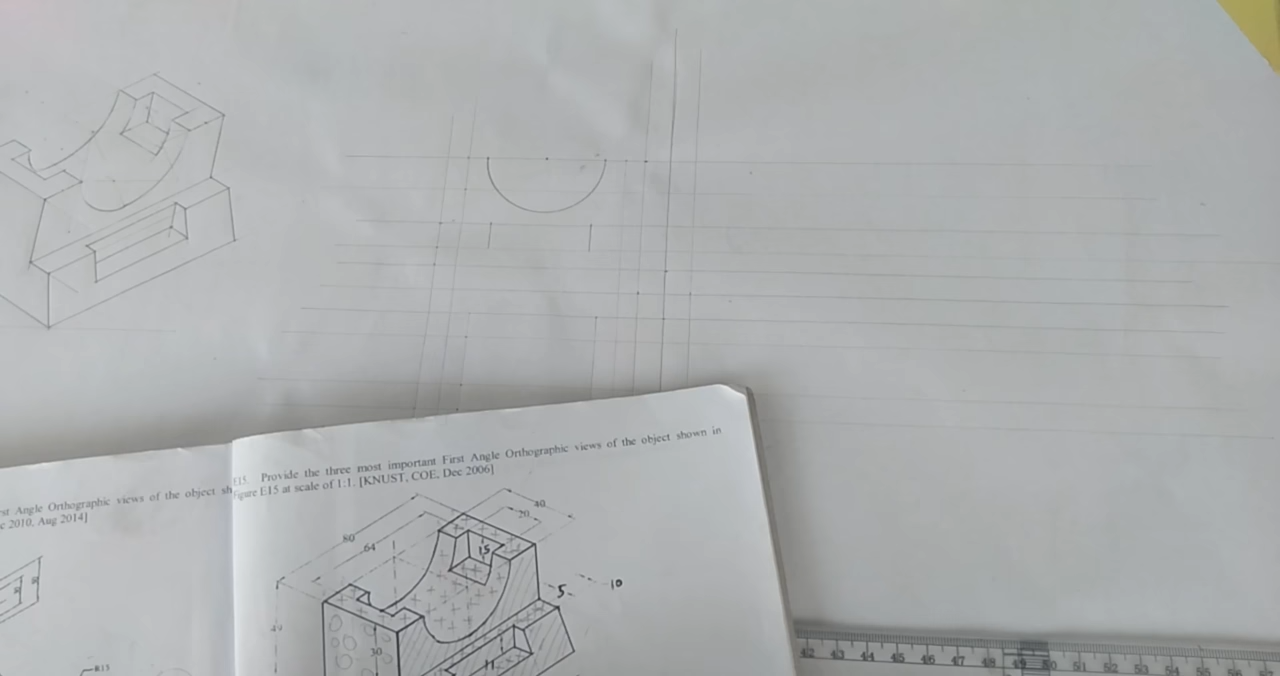 st Angle Orthographic views of the object sh
c 2010, Aug 2014]
R15
E15. Provide the three most important First Angle Orthographic views of the object shown in
Figure E15 at scale of 1:1. [KNUST, COE, Dec 2006]
40
20
80
64
15
5
10
30
42 43 44 45 46 47 48 49 50 51 52 53 54 55 56 57